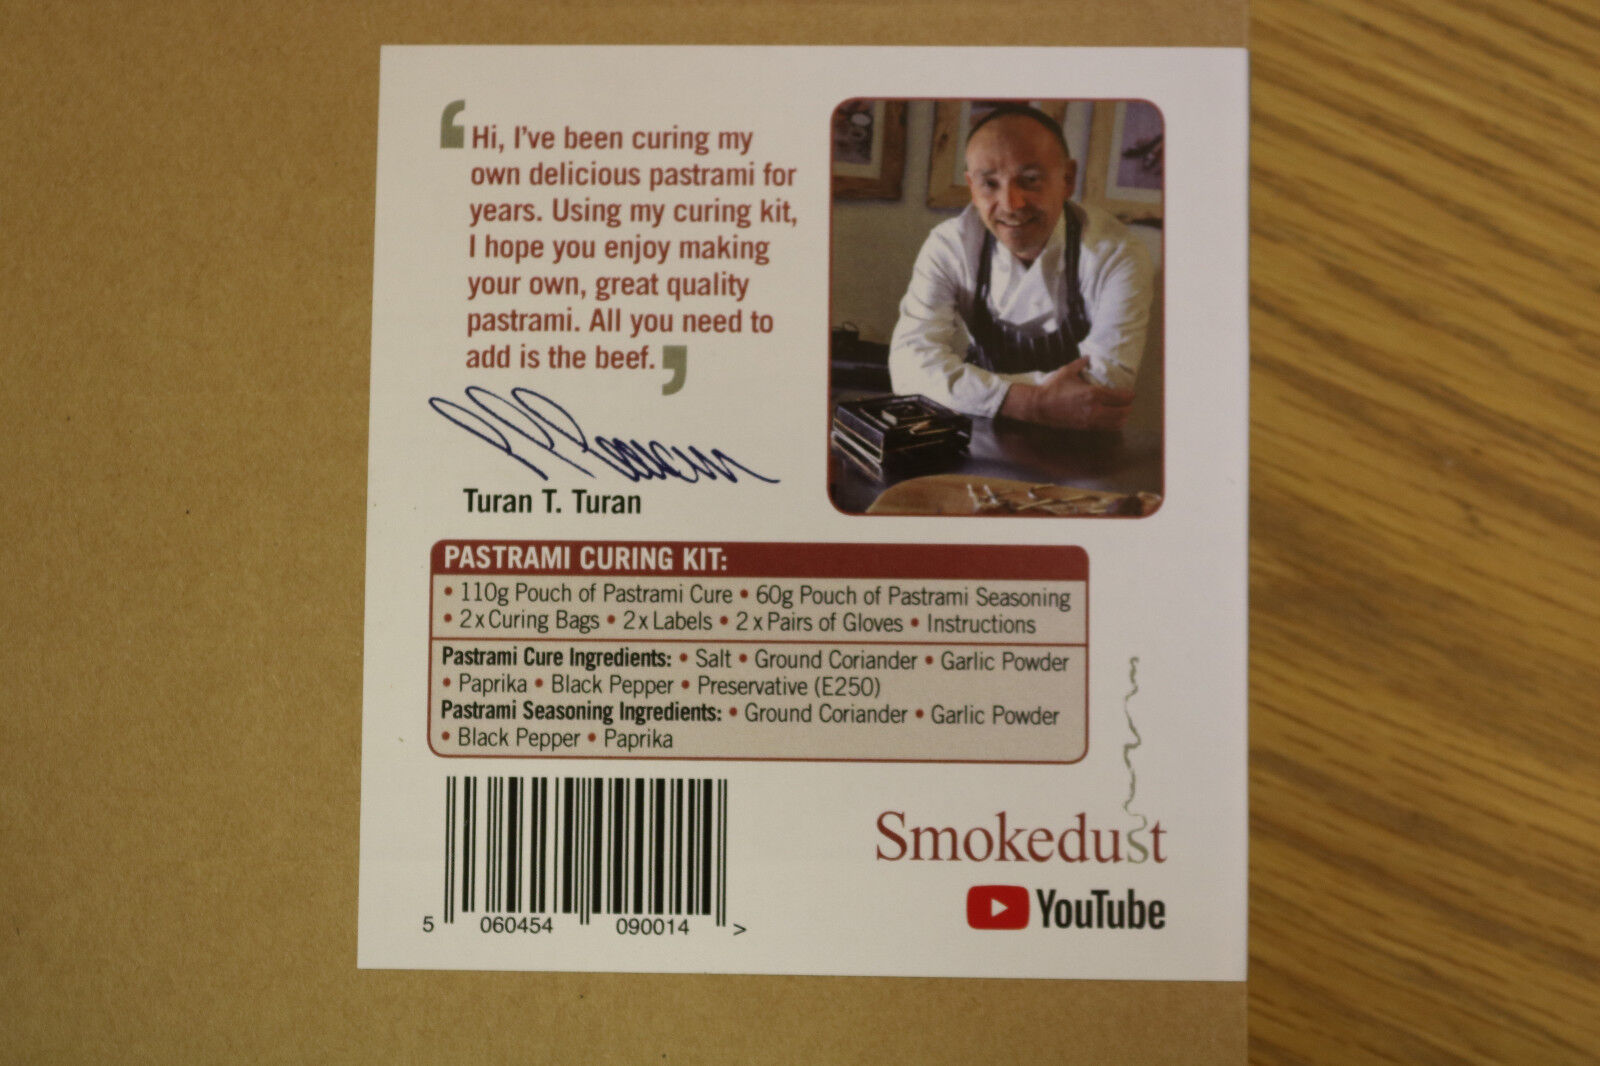 ‘Hi, I've been curing my
own delicious pastrami for
years. Using my curing kit,
I hope you enjoy making
your own, great quality
pastrami. All you need to
add is the beef.’
Turan T. Turan
PASTRAMI CURING KIT:
• 110g Pouch of Pastrami Cure • 60g Pouch of Pastrami Seasoning
• 2 x Curing Bags • 2 x Labels • 2 x Pairs of Gloves • Instructions
Pastrami Cure Ingredients: • Salt • Ground Coriander • Garlic Powder
• Paprika • Black Pepper • Preservative (E250)
Pastrami Seasoning Ingredients: • Ground Coriander • Garlic Powder
• Black Pepper • Paprika
5 060454 090014 >
Smokedust
YouTube